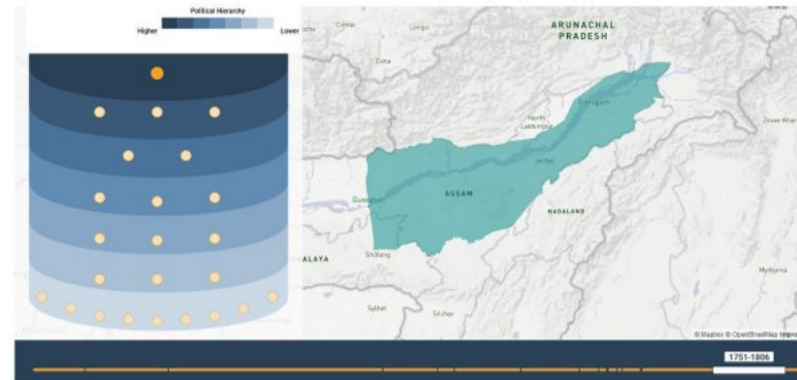 Political Hierarchy
Higher
Lower
ARUNACHAL
PRADESH
North
Lakhimpur
Dibrugarh
Jorhat
Guwahati
ASSAM
NAGALAND
Shillong
ALAYA
Sylhet
Silchar
Myitkyina
© Mapbox © OpenStreetMap Impro
1751-1806